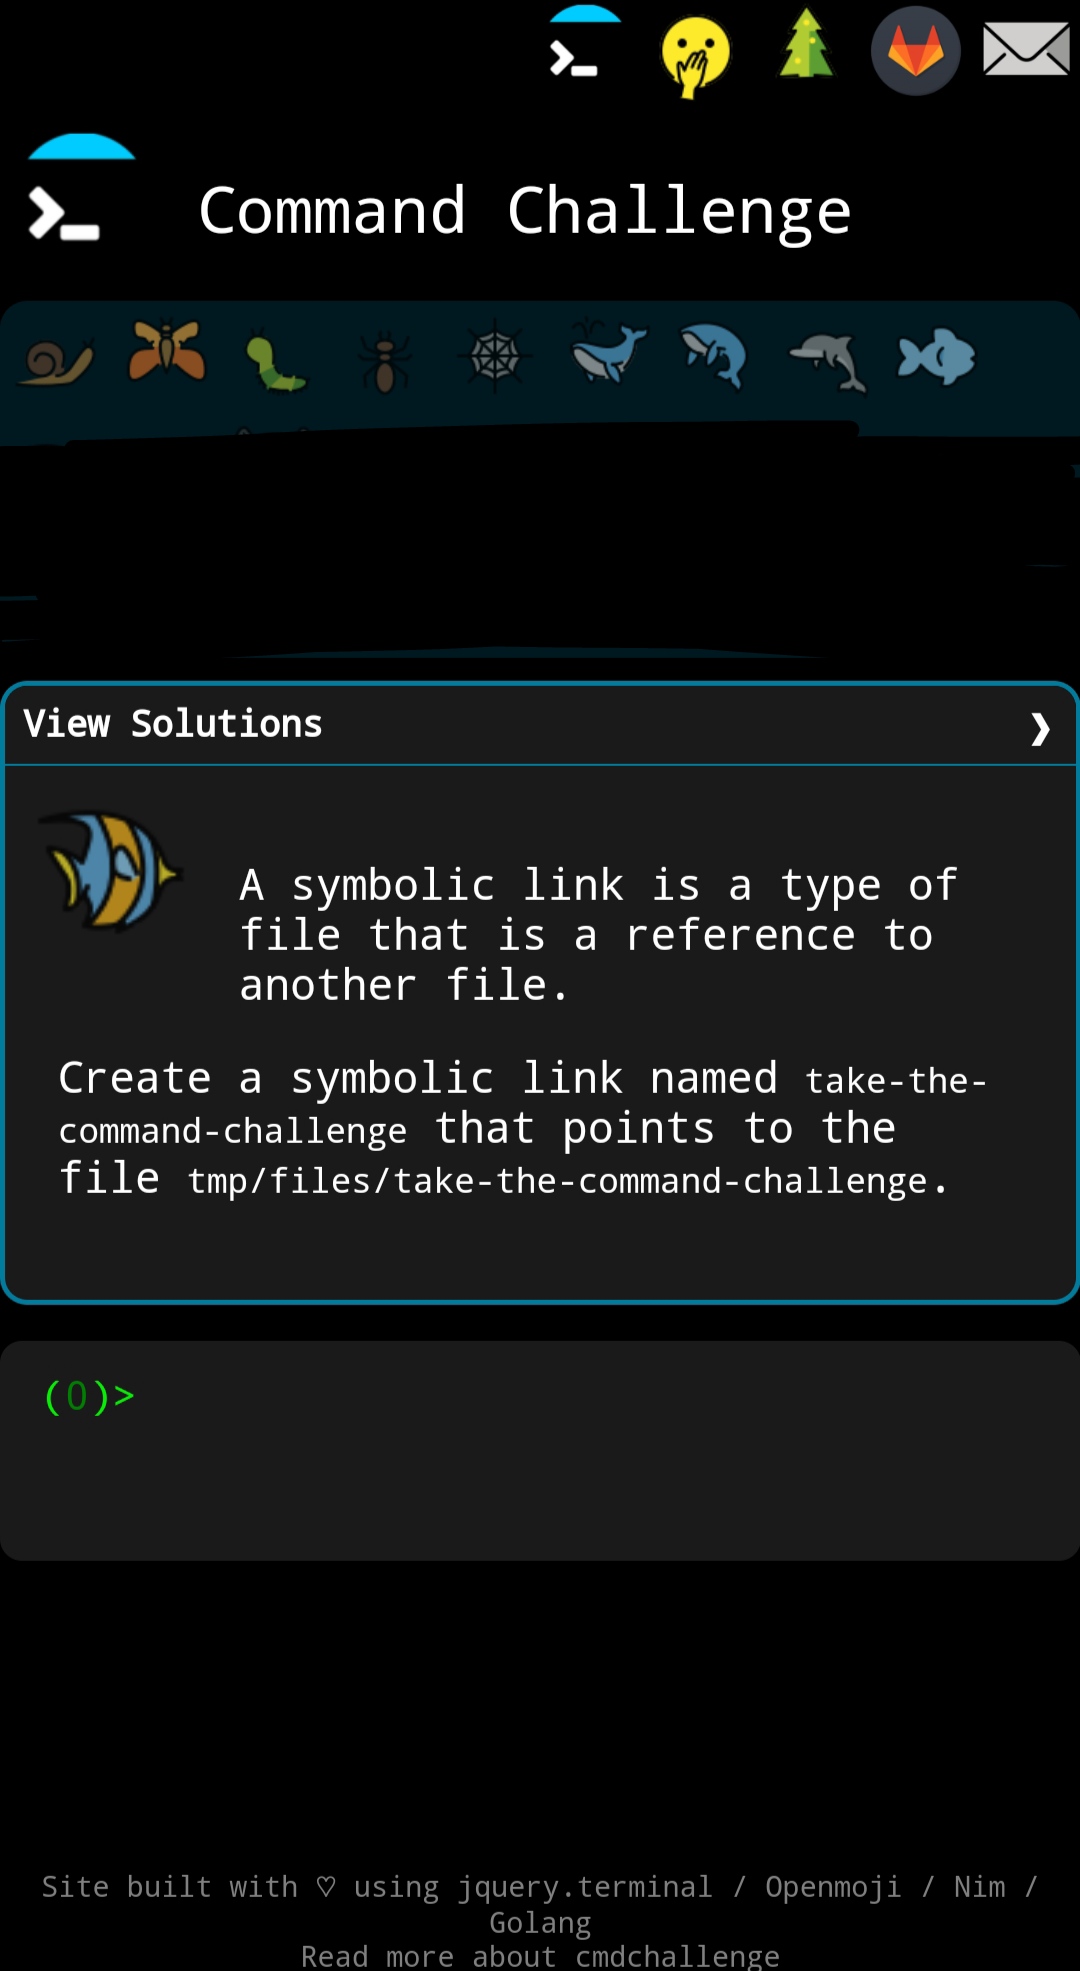 Command Challenge
View Solutions ❯
A symbolic link is a type of
file that is a reference to
another file.
Create a symbolic link named take-the-
command-challenge that points to the
file tmp/files/take-the-command-challenge.
(0)>
Site built with ♡ using jquery.terminal / Openmoji / Nim /
Golang
Read more about cmdchallenge